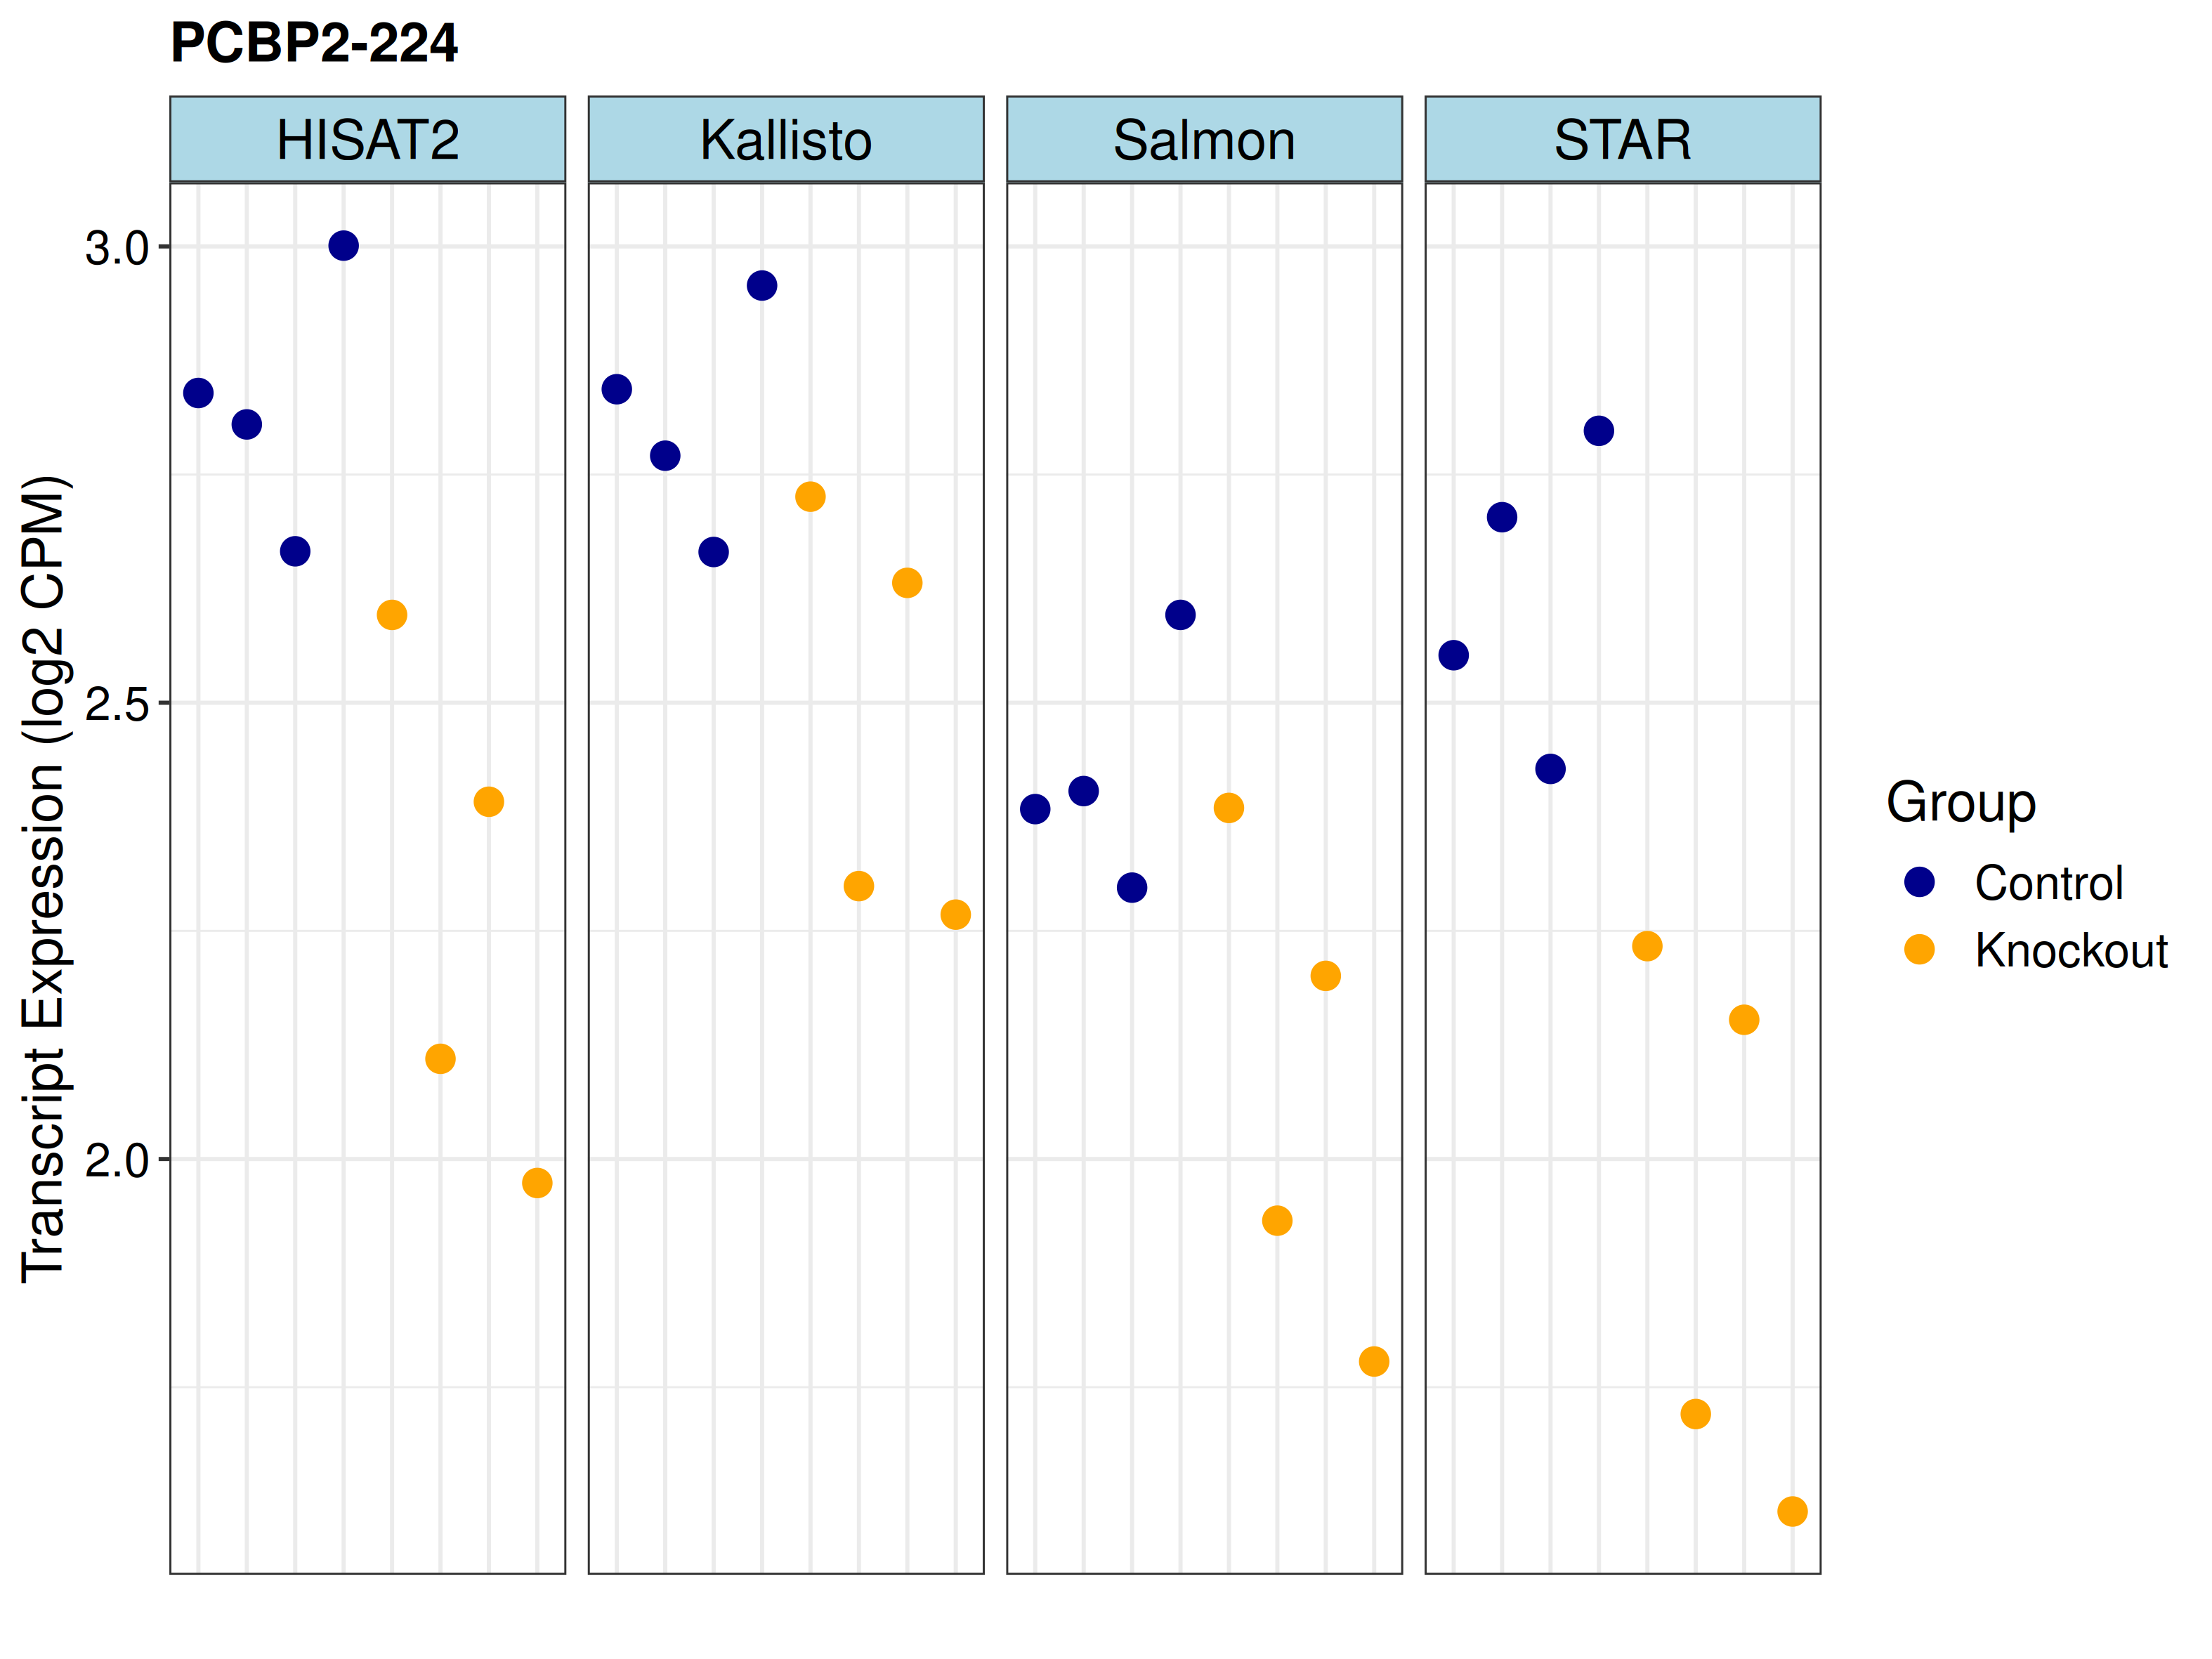 PCBP2-224
HISAT2
Kallisto
Salmon
STAR
3.0
2.5
2.0
Transcript Expression (log2 CPM)
Group
Control
Knockout